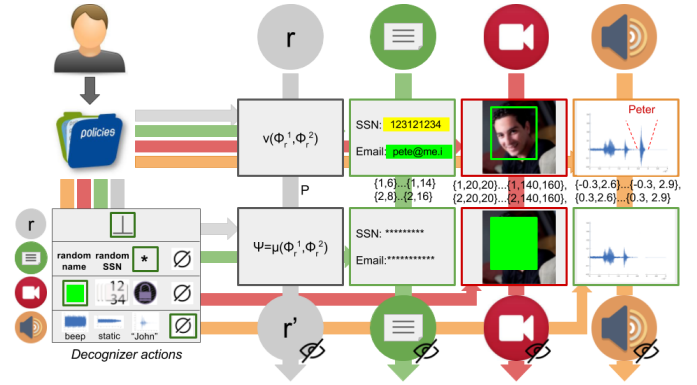 r
policies
v(Φr¹,Φr²)
SSN: 123121234
Email: pete@me.i
Peter
{1,6}...{1,14}
{2,8}..{2,16}
{1,20,20}...{1,140,160},
{2,20,20}...{2,140,160},
{-0.3,2.6}...{-0.3, 2.9},
{0.3,2.6}...{0.3, 2.9}
P
r
⊥
random name
random SSN
*
∅
12
34
∅
beep
static
"John"
∅
Decognizer actions
Ψ=μ(Φr¹,Φr²)
SSN: *********
Email:***********
r'